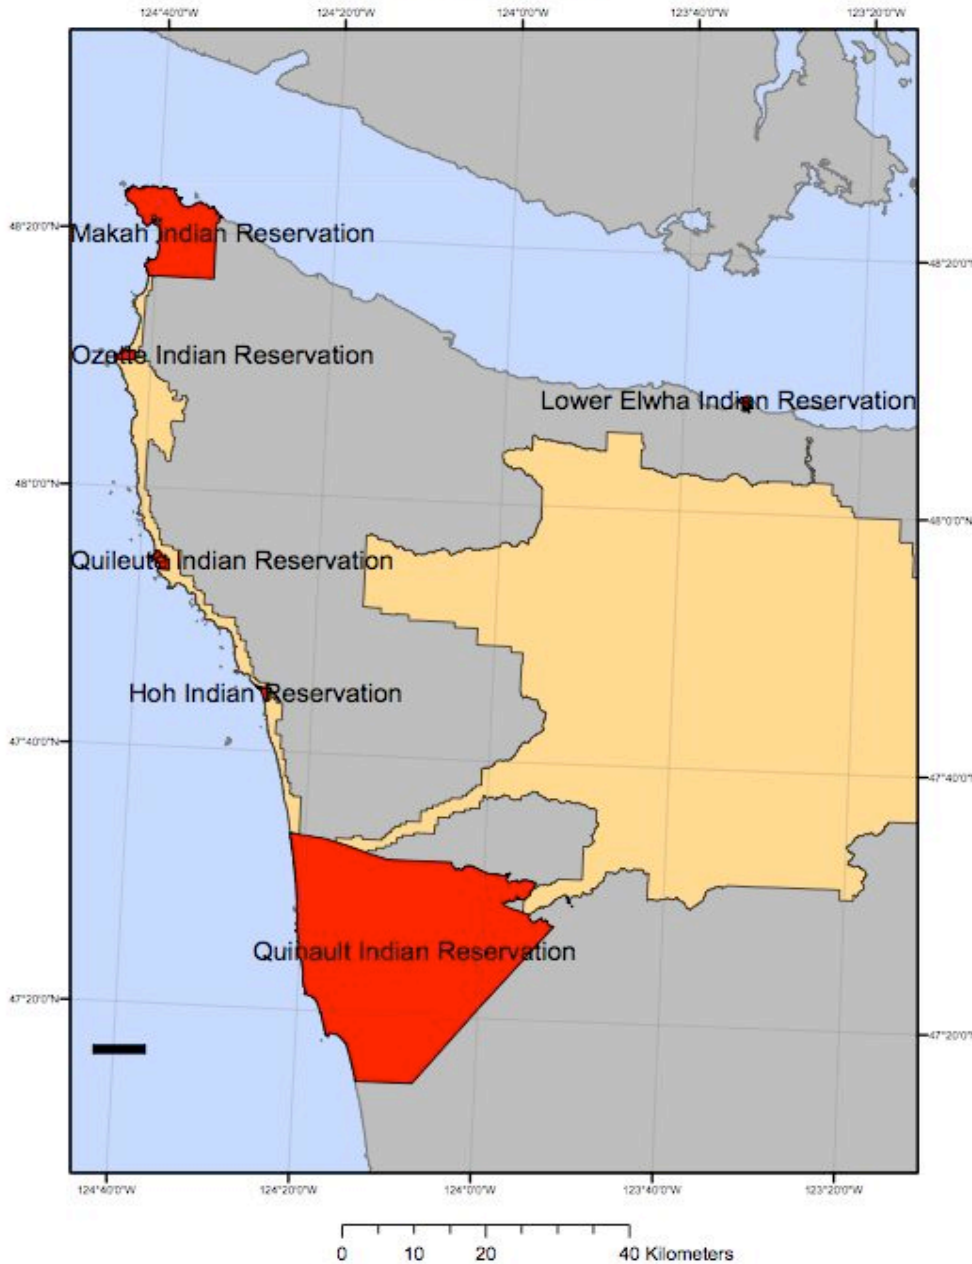 124°40'0"W 124°20'0"W 124°0'0"W 123°40'0"W 123°20'0"W
48°20'0"N
Makah Indian Reservation
48°20'0"N
Ozette Indian Reservation
Lower Elwha Indian Reservation
48°0'0"N
48°0'0"N
Quileute Indian Reservation
Hoh Indian Reservation
47°40'0"N
47°40'0"N
Quinault Indian Reservation
47°20'0"N
47°20'0"N
124°40'0"W 124°20'0"W 124°0'0"W 123°40'0"W 123°20'0"W
0 10 20 40 Kilometers